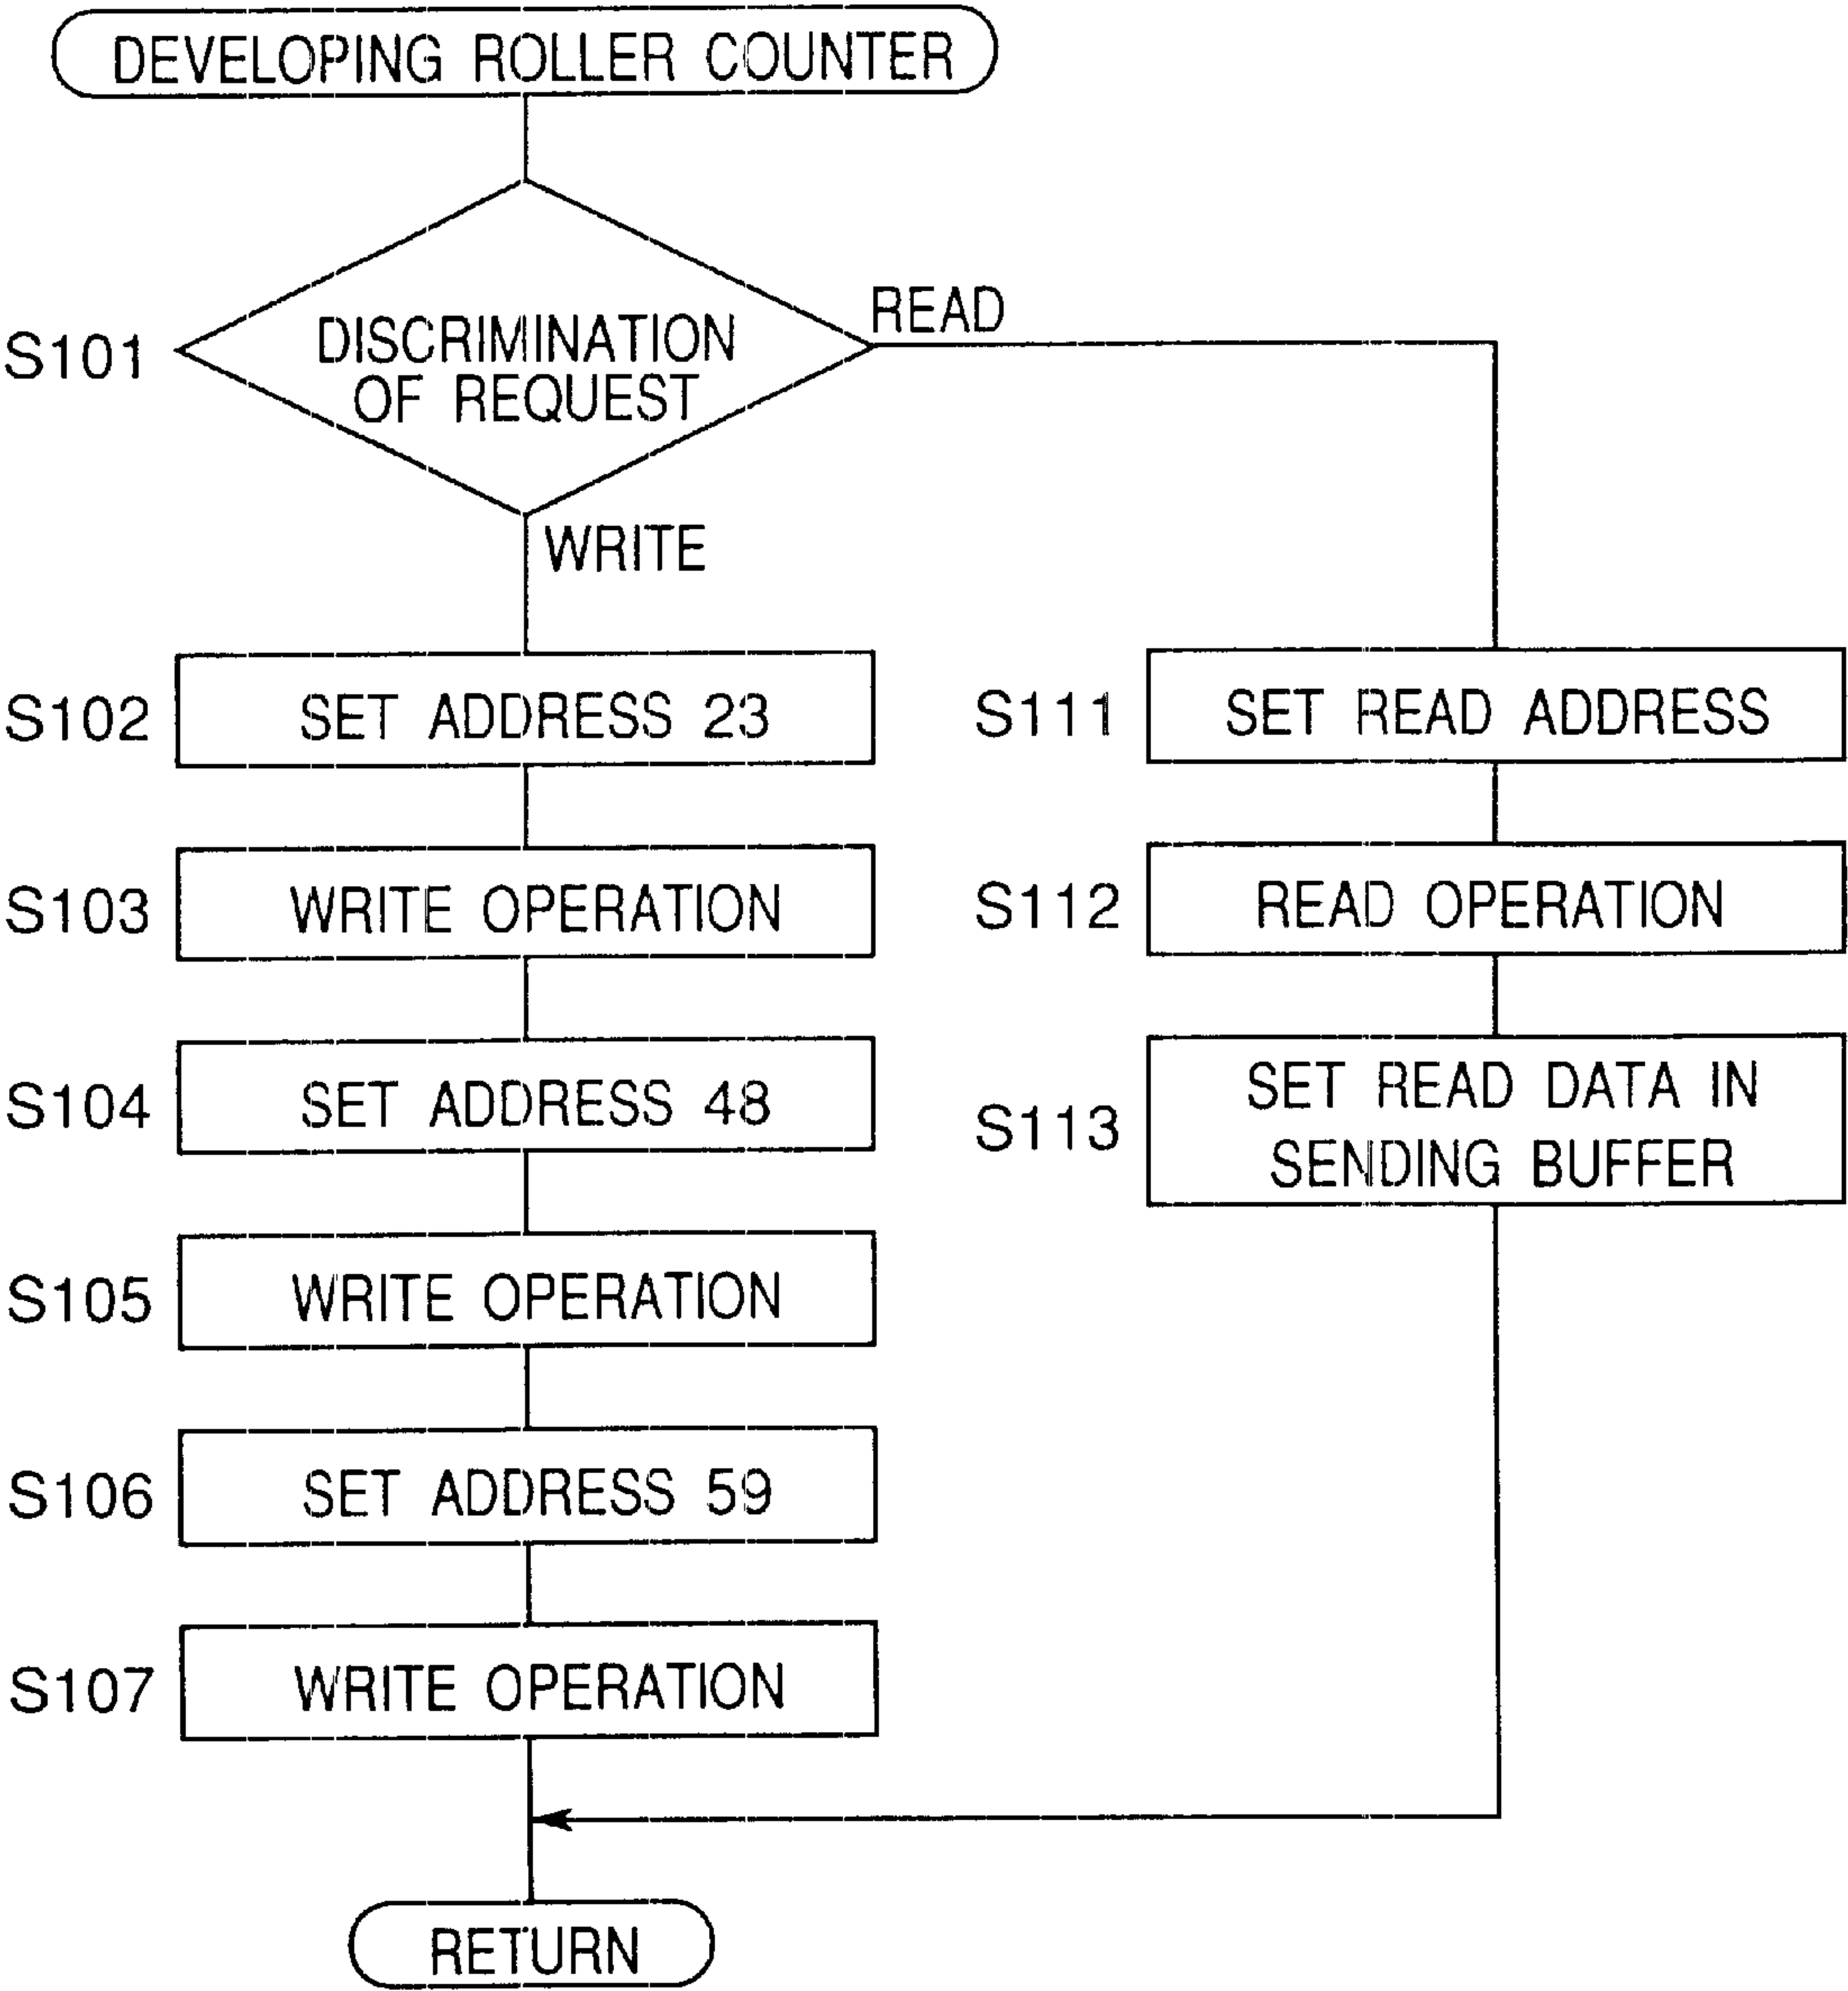 DEVELOPING ROLLER COUNTER
S101
DISCRIMINATION
OF REQUEST
READ
WRITE
S102
SET ADDRESS 23
S103
WRITE OPERATION
S104
SET ADDRESS 48
S105
WRITE OPERATION
S106
SET ADDRESS 59
S107
WRITE OPERATION
S111
SET READ ADDRESS
S112
READ OPERATION
S113
SET READ DATA IN
SENDING BUFFER
RETURN